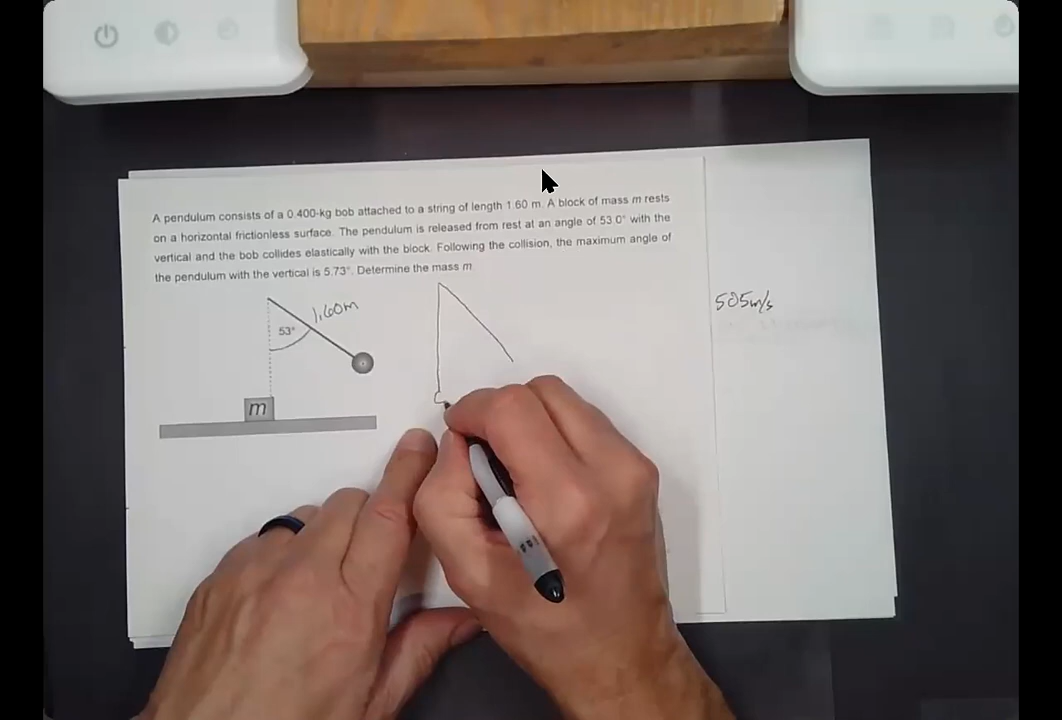 A pendulum consists of a 0.400-kg bob attached to a string of length 1.60 m. A block of mass m rests
on a horizontal frictionless surface. The pendulum is released from rest at an angle of 53.0° with the
vertical and the bob collides elastically with the block. Following the collision, the maximum angle of
the pendulum with the vertical is 5.73°. Determine the mass m
505m/s
1.60m
53°
m